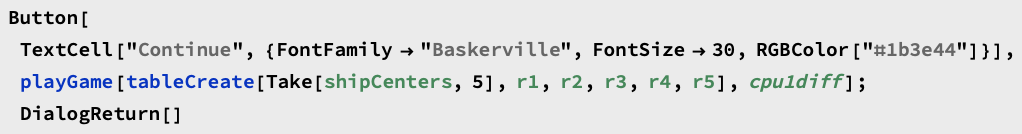 Button[
TextCell["Continue", {FontFamily → "Baskerville", FontSize → 30, RGBColor["#1b3e44"]}],
playGame[tableCreate[Take[shipCenters, 5], r1, r2, r3, r4, r5], cpu1diff];
DialogReturn[]